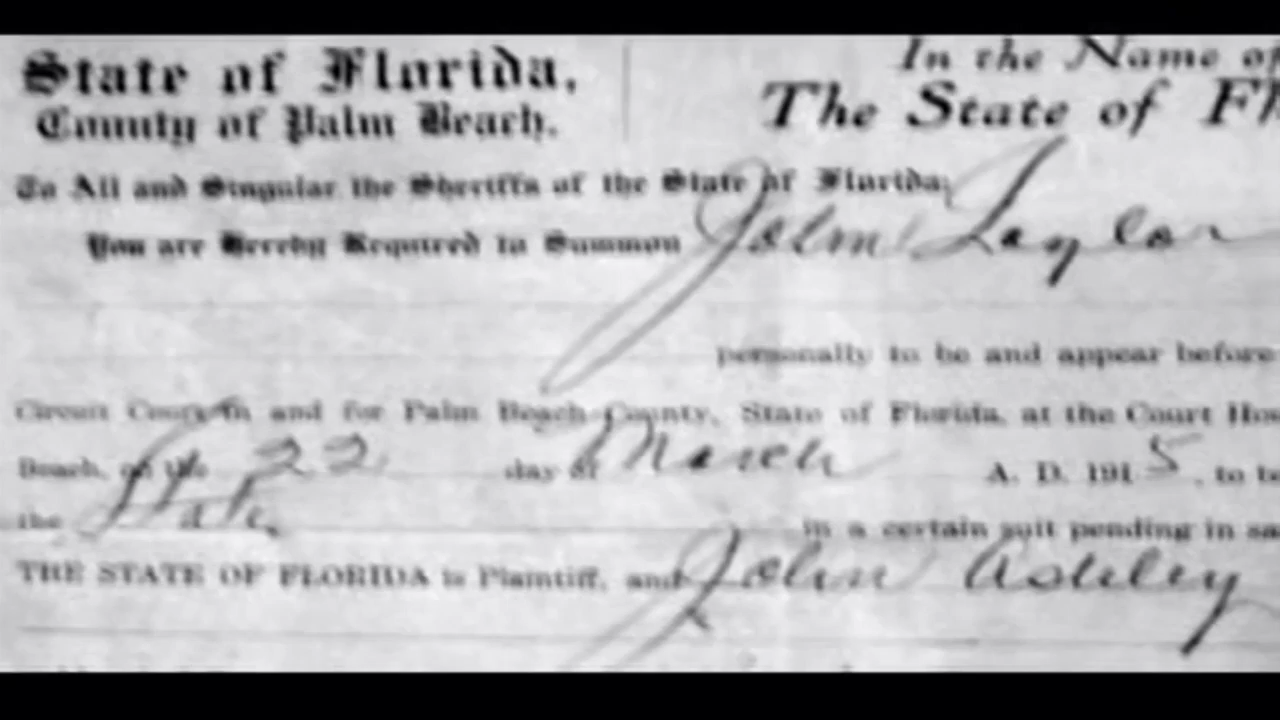 State of Florida,
County of Palm Beach.
In the Name of
The State of Fl
To All and Singular the Sheriffs of the State of Florida;
You are Hereby Required to Summon John Taylor
personally to be and appear before
Circuit Court in and for Palm Beach County, State of Florida, at the Court Hou
Beach, on the 22 day of March A. D. 1915, to te
the State in a certain suit pending in sa
THE STATE OF FLORIDA is Plaintiff, and John Ashley